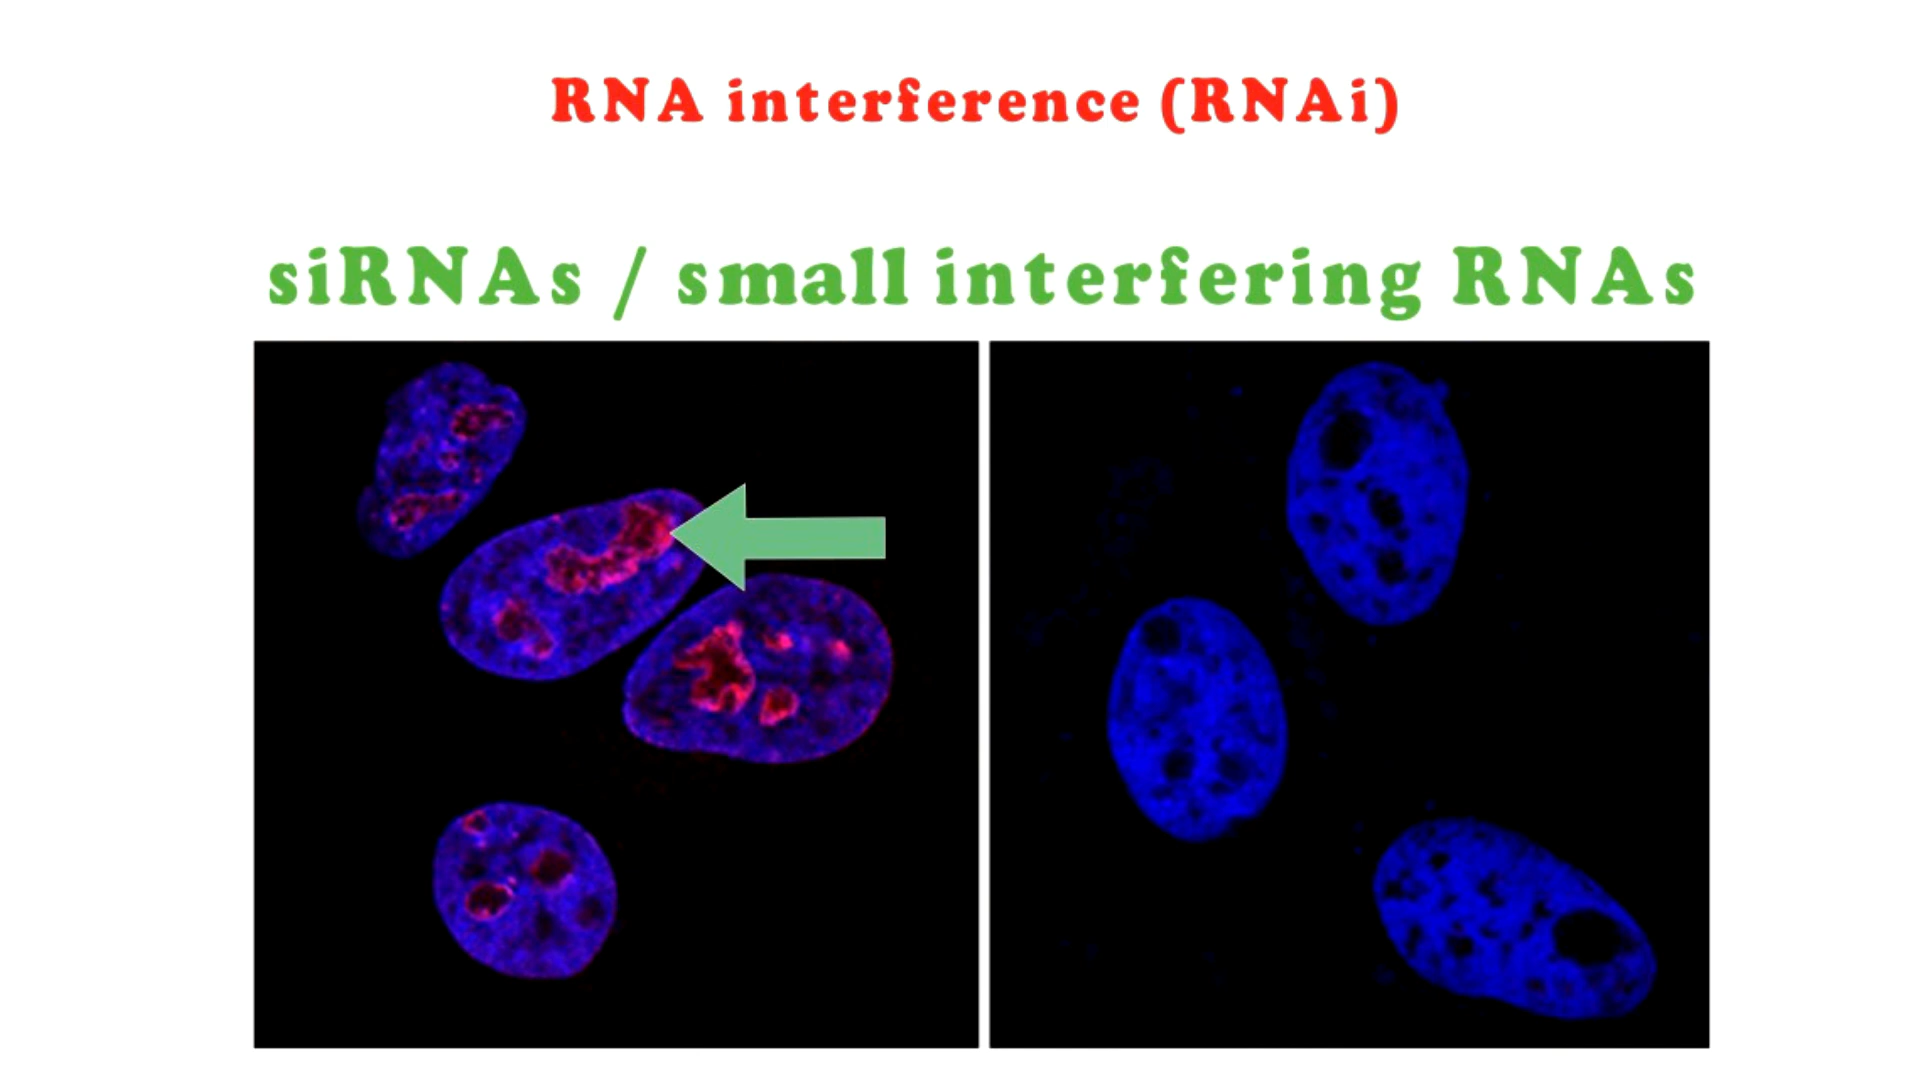 RNA interference (RNAi)
siRNAs / small interfering RNAs